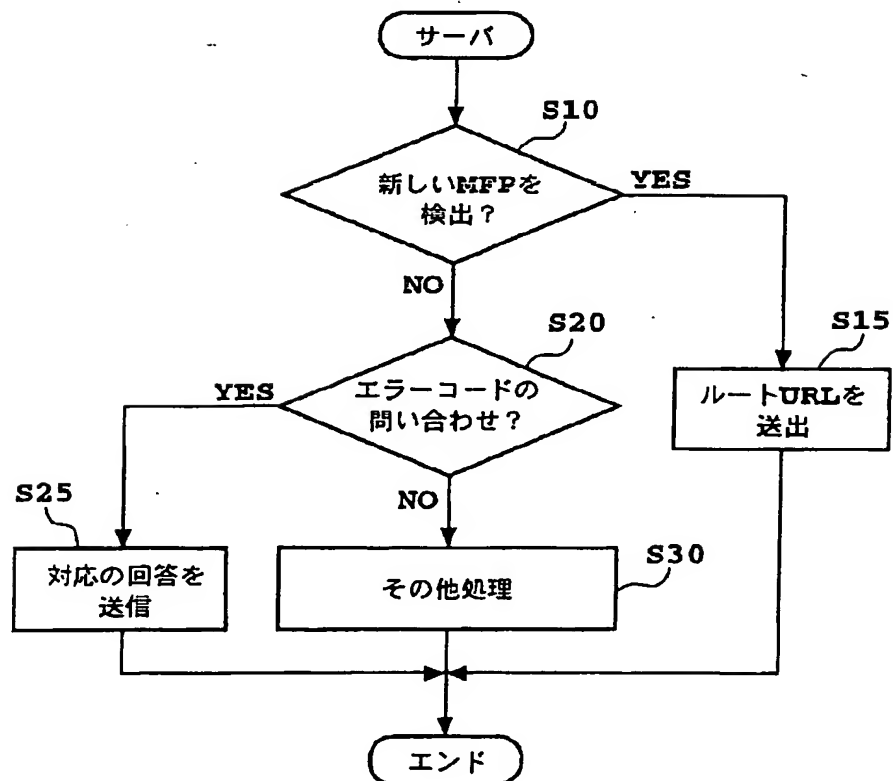 サーバ
S10
新しいMFPを
検出？
YES
NO
S20
S15
エラーコードの
問い合わせ？
YES
ルートURLを
送出
NO
S25
S30
対応の回答を
送信
その他処理
エンド